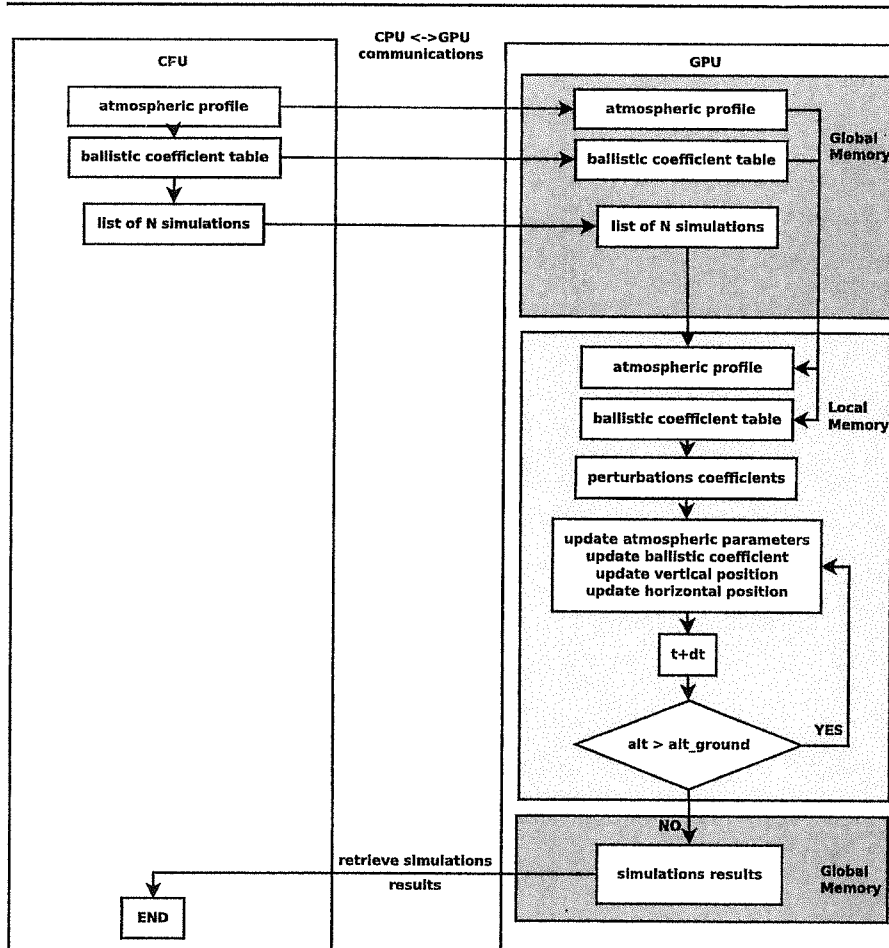 CPU <->GPU
communications
CPU
atmospheric profile
ballistic coefficient table
list of N simulations
GPU
atmospheric profile
ballistic coefficient table
list of N simulations
Global
Memory
atmospheric profile
ballistic coefficient table
Local
Memory
perturbations coefficients
update atmospheric parameters
update ballistic coefficient
update vertical position
update horizontal position
t+dt
alt > alt_ground
YES
NO
simulations results
Global
Memory
retrieve simulations
results
END